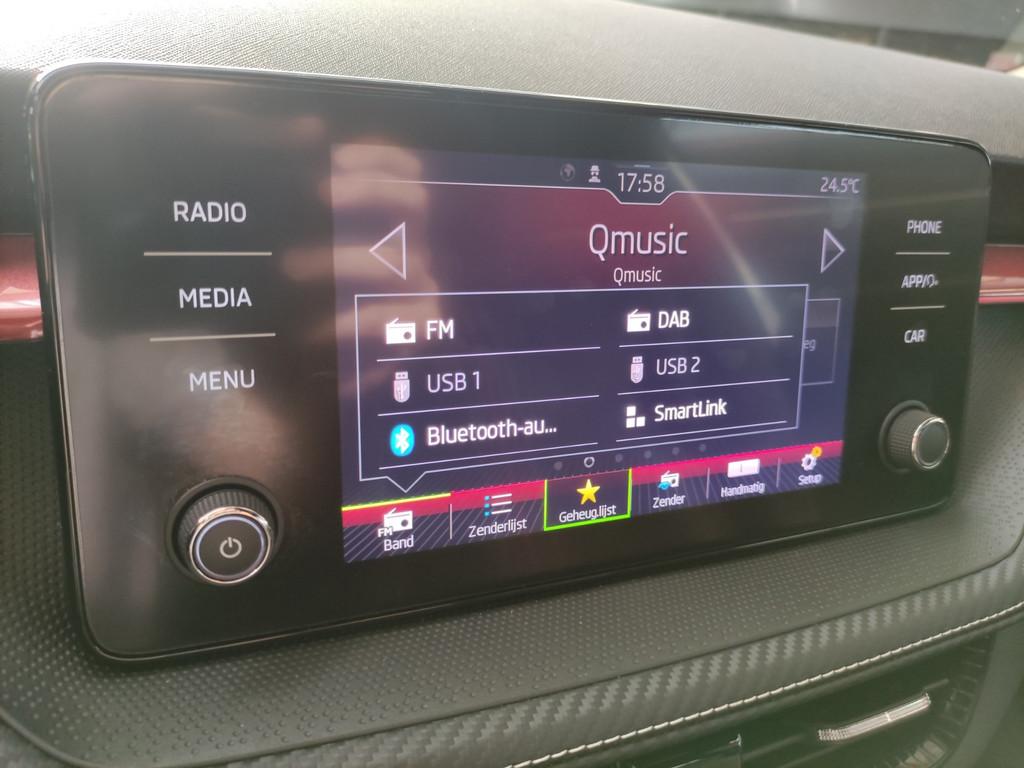 RADIO
MEDIA
MENU
17:58
24.5°C
Qmusic
Qmusic
FM
DAB
USB 1
USB 2
Bluetooth-au...
SmartLink
FM
Band
Zenderlijst
Geheug.lijst
Zender
Handmatig
Setup
PHONE
APP/
CAR